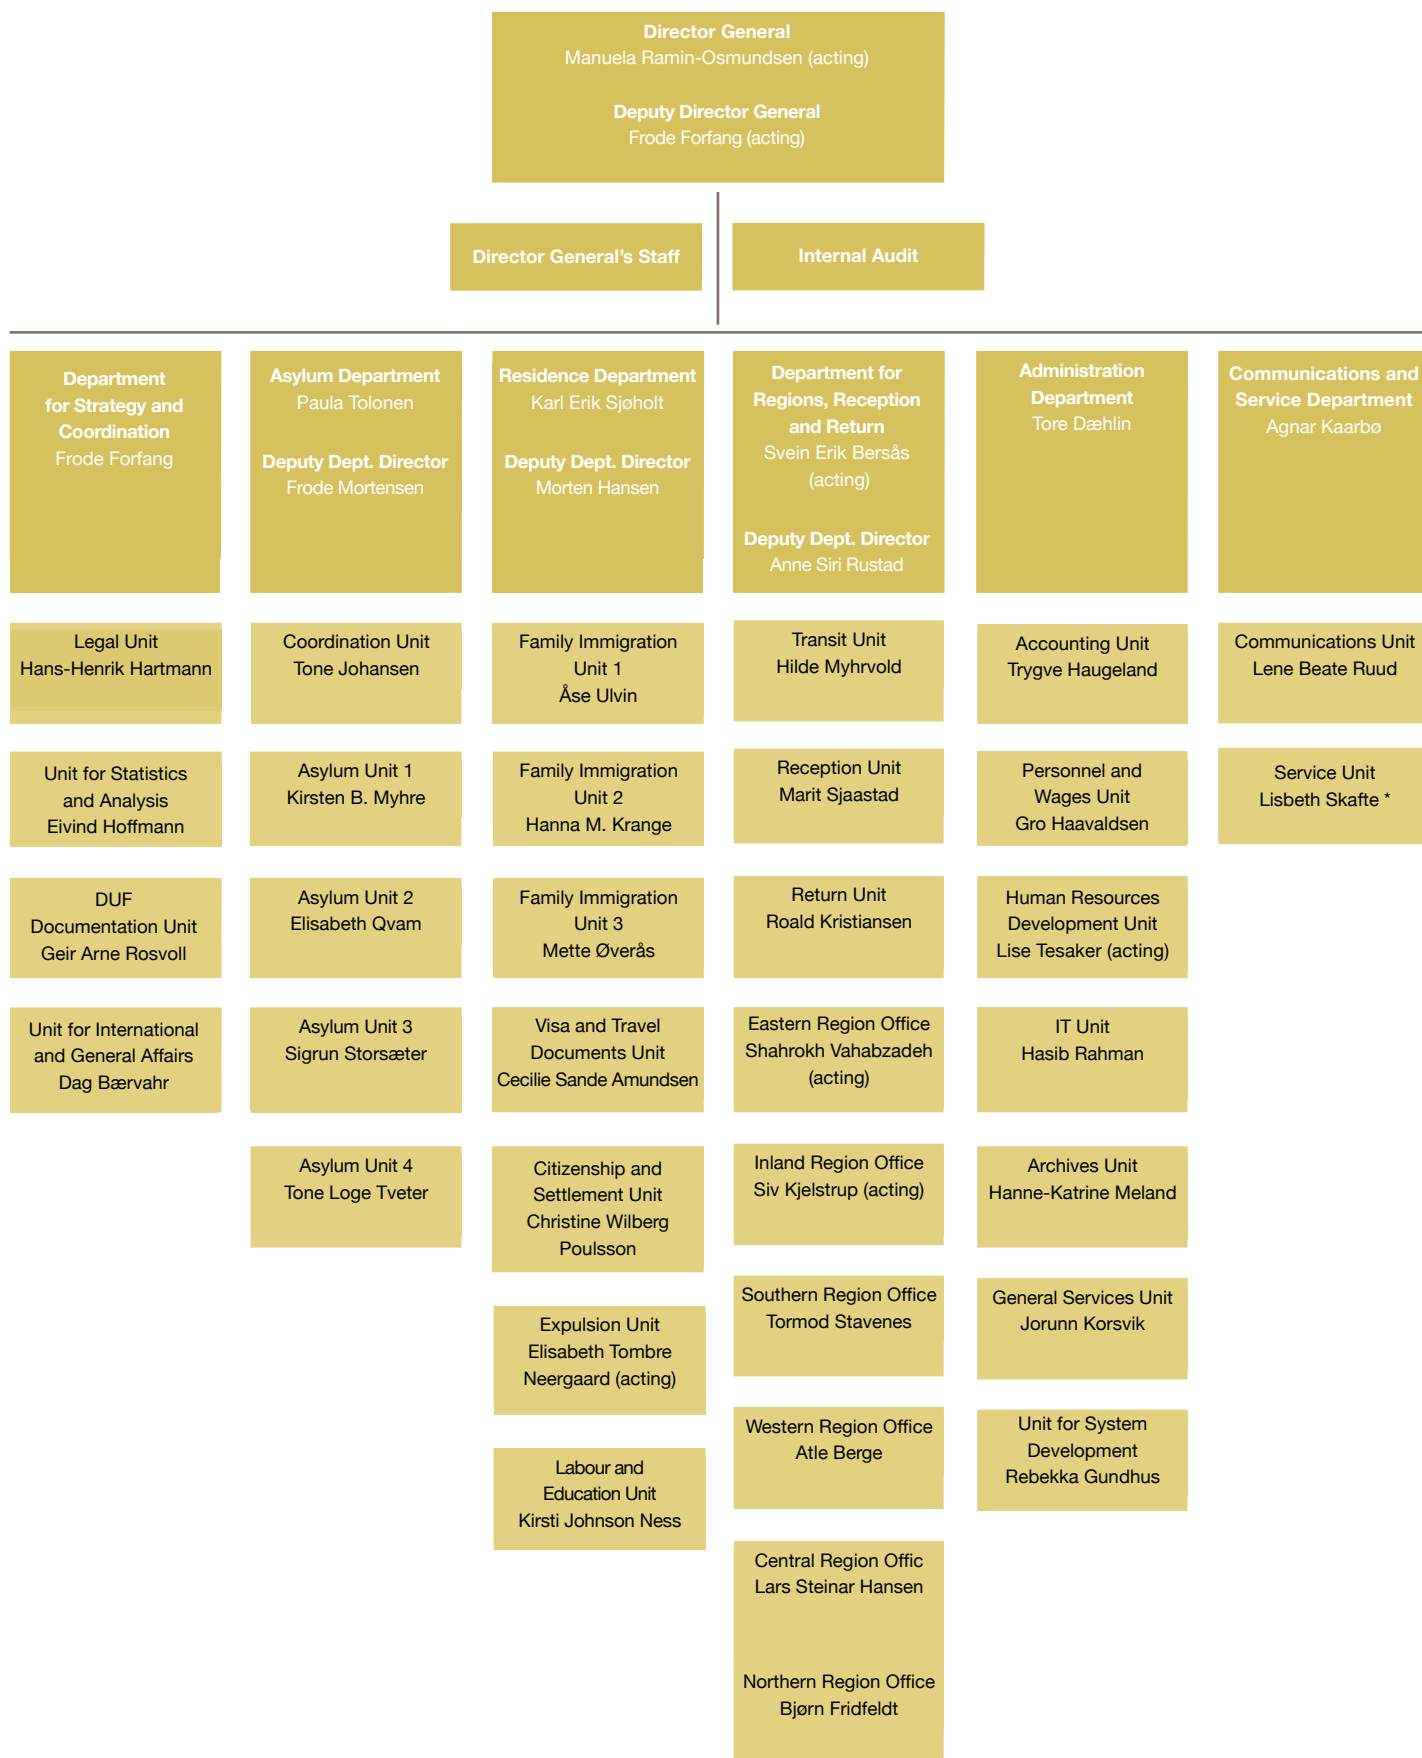 Director General
Manuela Ramin-Osmundsen (acting)
Deputy Director General
Frode Forfang (acting)
Director General’s Staff
Internal Audit
Department
for Strategy and
Coordination
Frode Forfang
Legal Unit
Hans-Henrik Hartmann
Unit for Statistics
and Analysis
Eivind Hoffmann
DUF
Documentation Unit
Geir Arne Rosvoll
Unit for International
and General Affairs
Dag Bærvahr
Asylum Department
Paula Tolonen
Deputy Dept. Director
Frode Mortensen
Coordination Unit
Tone Johansen
Asylum Unit 1
Kirsten B. Myhre
Asylum Unit 2
Elisabeth Qvam
Asylum Unit 3
Sigrun Storsæter
Asylum Unit 4
Tone Loge Tveter
Residence Department
Karl Erik Sjøholt
Deputy Dept. Director
Morten Hansen
Family Immigration
Unit 1
Åse Ulvin
Family Immigration
Unit 2
Hanna M. Krange
Family Immigration
Unit 3
Mette Øverås
Visa and Travel
Documents Unit
Cecilie Sande Amundsen
Citizenship and
Settlement Unit
Christine Wilberg
Poulsson
Expulsion Unit
Elisabeth Tombre
Neergaard (acting)
Labour and
Education Unit
Kirsti Johnson Ness
Department for
Regions, Reception
and Return
Svein Erik Bersås
(acting)
Deputy Dept. Director
Anne Siri Rustad
Transit Unit
Hilde Myhrvold
Reception Unit
Marit Sjaastad
Return Unit
Roald Kristiansen
Eastern Region Office
Shahrokh Vahabzadeh
(acting)
Inland Region Office
Siv Kjelstrup (acting)
Southern Region Office
Tormod Stavenes
Western Region Office
Atle Berge
Central Region Offic
Lars Steinar Hansen
Northern Region Office
Bjørn Fridfeldt
Administration
Department
Tore Dæhlin
Accounting Unit
Trygve Haugeland
Personnel and
Wages Unit
Gro Haavaldsen
Human Resources
Development Unit
Lise Tesaker (acting)
IT Unit
Hasib Rahman
Archives Unit
Hanne-Katrine Meland
General Services Unit
Jorunn Korsvik
Unit for System
Development
Rebekka Gundhus
Communications and
Service Department
Agnar Kaarbø
Communications Unit
Lene Beate Ruud
Service Unit
Lisbeth Skafte *